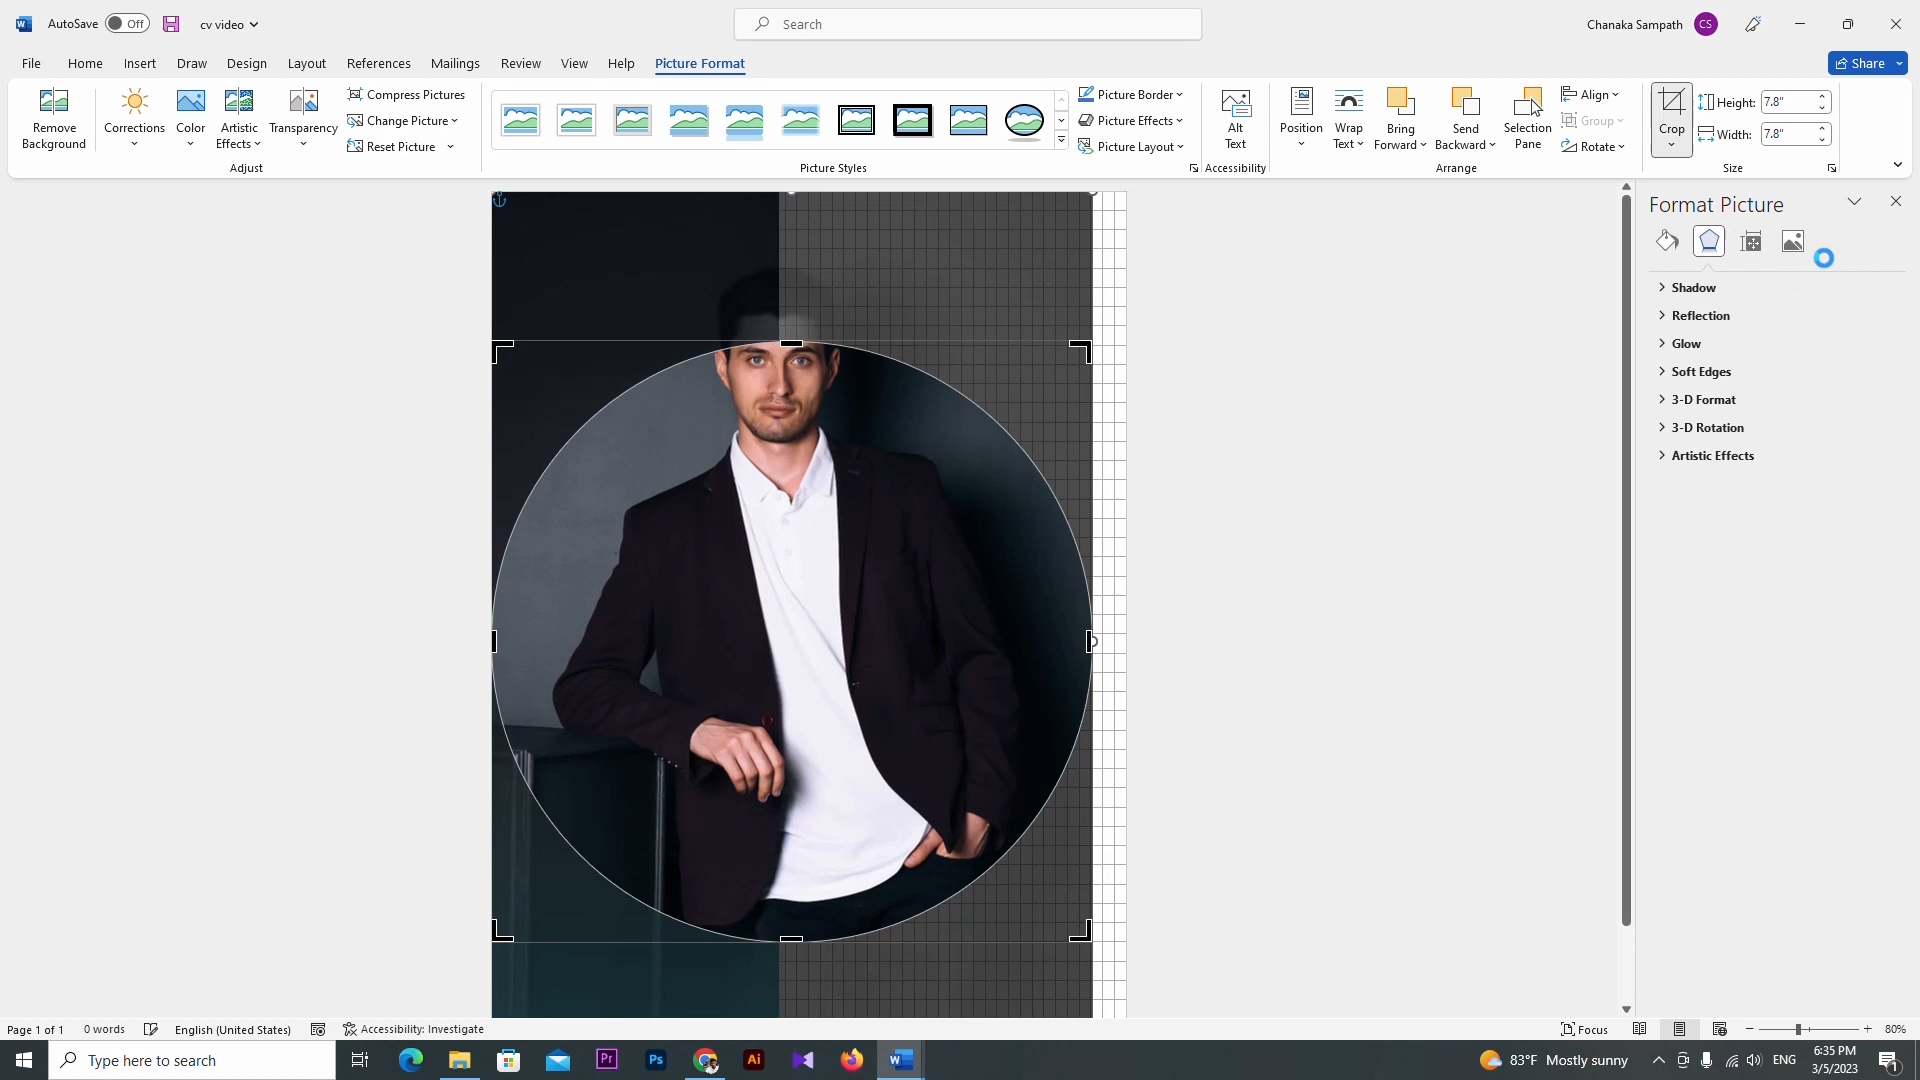 AutoSave Off cv video Search Chanaka Sampath CS
File Home Insert Draw Design Layout References Mailings Review View Help Picture Format Share
Remove Background
Corrections
Color
Artistic Effects
Transparency
Compress Pictures
Change Picture
Reset Picture
Adjust
Picture Styles
Picture Border
Picture Effects
Picture Layout
Alt Text
Accessibility
Position
Wrap Text
Bring Forward
Send Backward
Selection Pane
Align
Group
Rotate
Arrange
Crop
Height: 7.8"
Width: 7.8"
Size
Format Picture
Shadow
Reflection
Glow
Soft Edges
3-D Format
3-D Rotation
Artistic Effects
Page 1 of 1 0 words English (United States) Accessibility: Investigate Focus 80%
Type here to search Pr Ps Ai 83°F Mostly sunny ENG 6:35 PM
3/5/2023
1